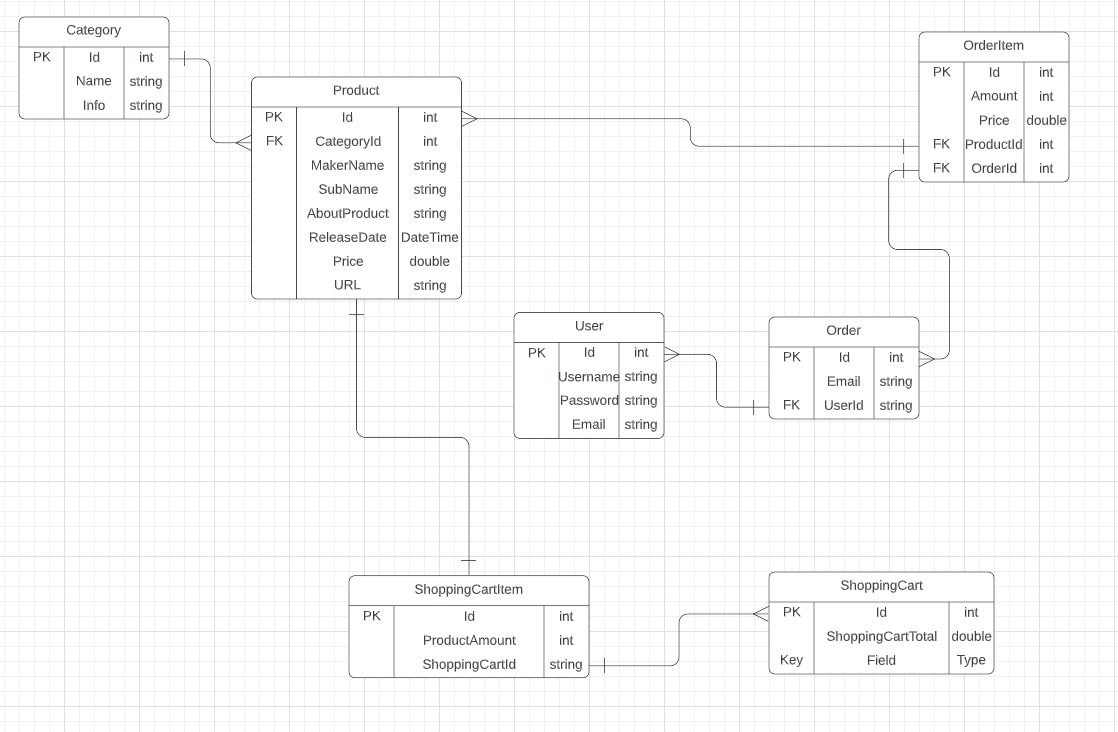 Category
PK Id int
Name string
Info string
Product
PK Id int
FK CategoryId int
MakerName string
SubName string
AboutProduct string
ReleaseDate DateTime
Price double
URL string
OrderItem
PK Id int
Amount int
Price double
FK ProductId int
FK OrderId int
User
PK Id int
Username string
Password string
Email string
Order
PK Id int
Email string
FK UserId string
ShoppingCartItem
PK Id int
ProductAmount int
ShoppingCartId string
ShoppingCart
PK Id int
ShoppingCartTotal double
Key Field Type